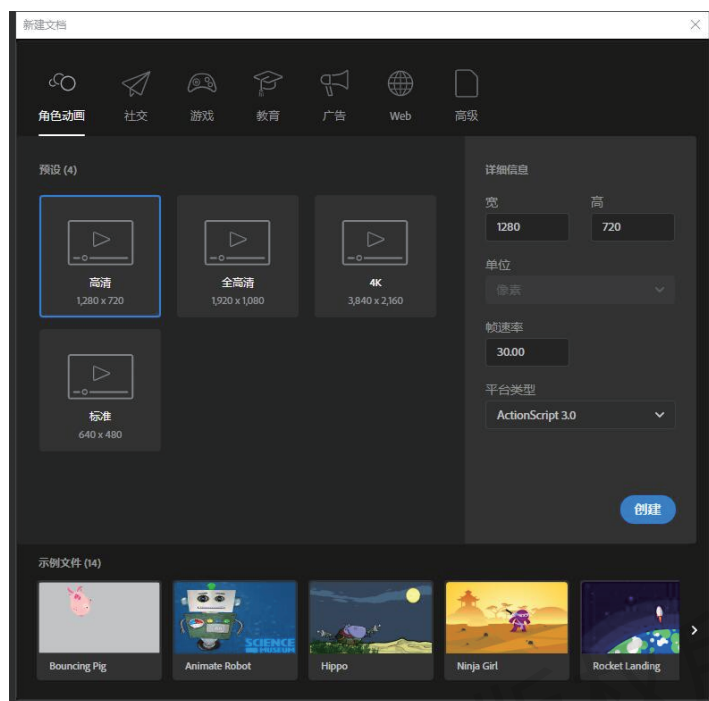 新建文档
角色动画
社交
游戏
教育
广告
Web
高级
预设 (4)
高清
1,280 x 720
全高清
1,920 x 1,080
4K
3,840 x 2,160
标准
640 x 480
详细信息
宽
高
1280
720
单位
像素
帧速率
30.00
平台类型
ActionScript 3.0
创建
示例文件 (14)
SCIENCE
MUSEUM
Bouncing Pig
Animate Robot
Hippo
Ninja Girl
Rocket Landing